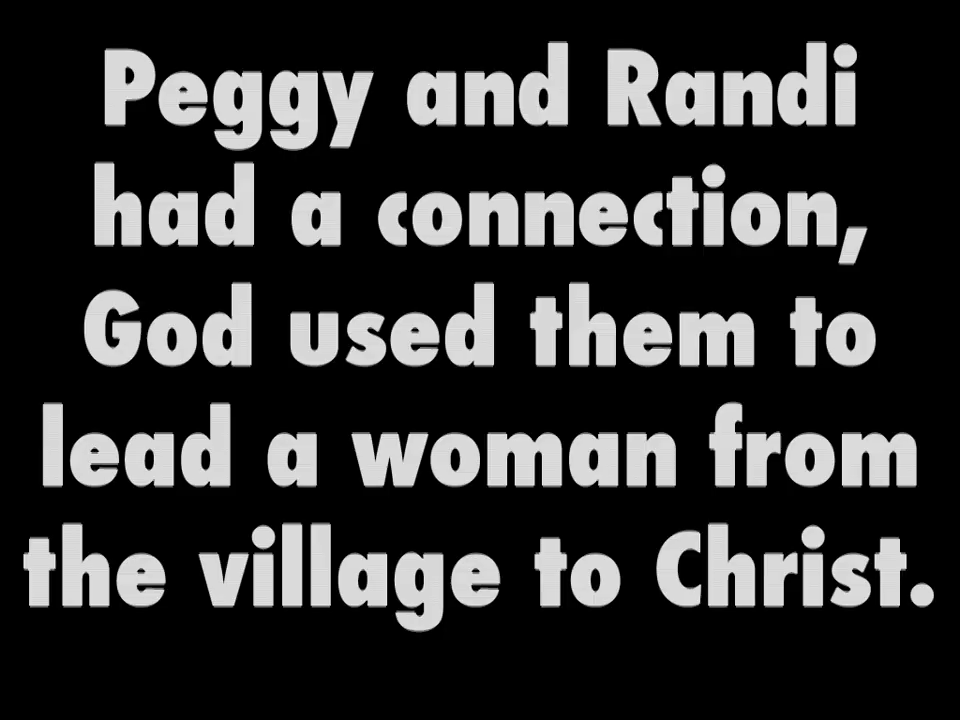 Peggy and Randi
had a connection,
God used them to
lead a woman from
the village to Christ.